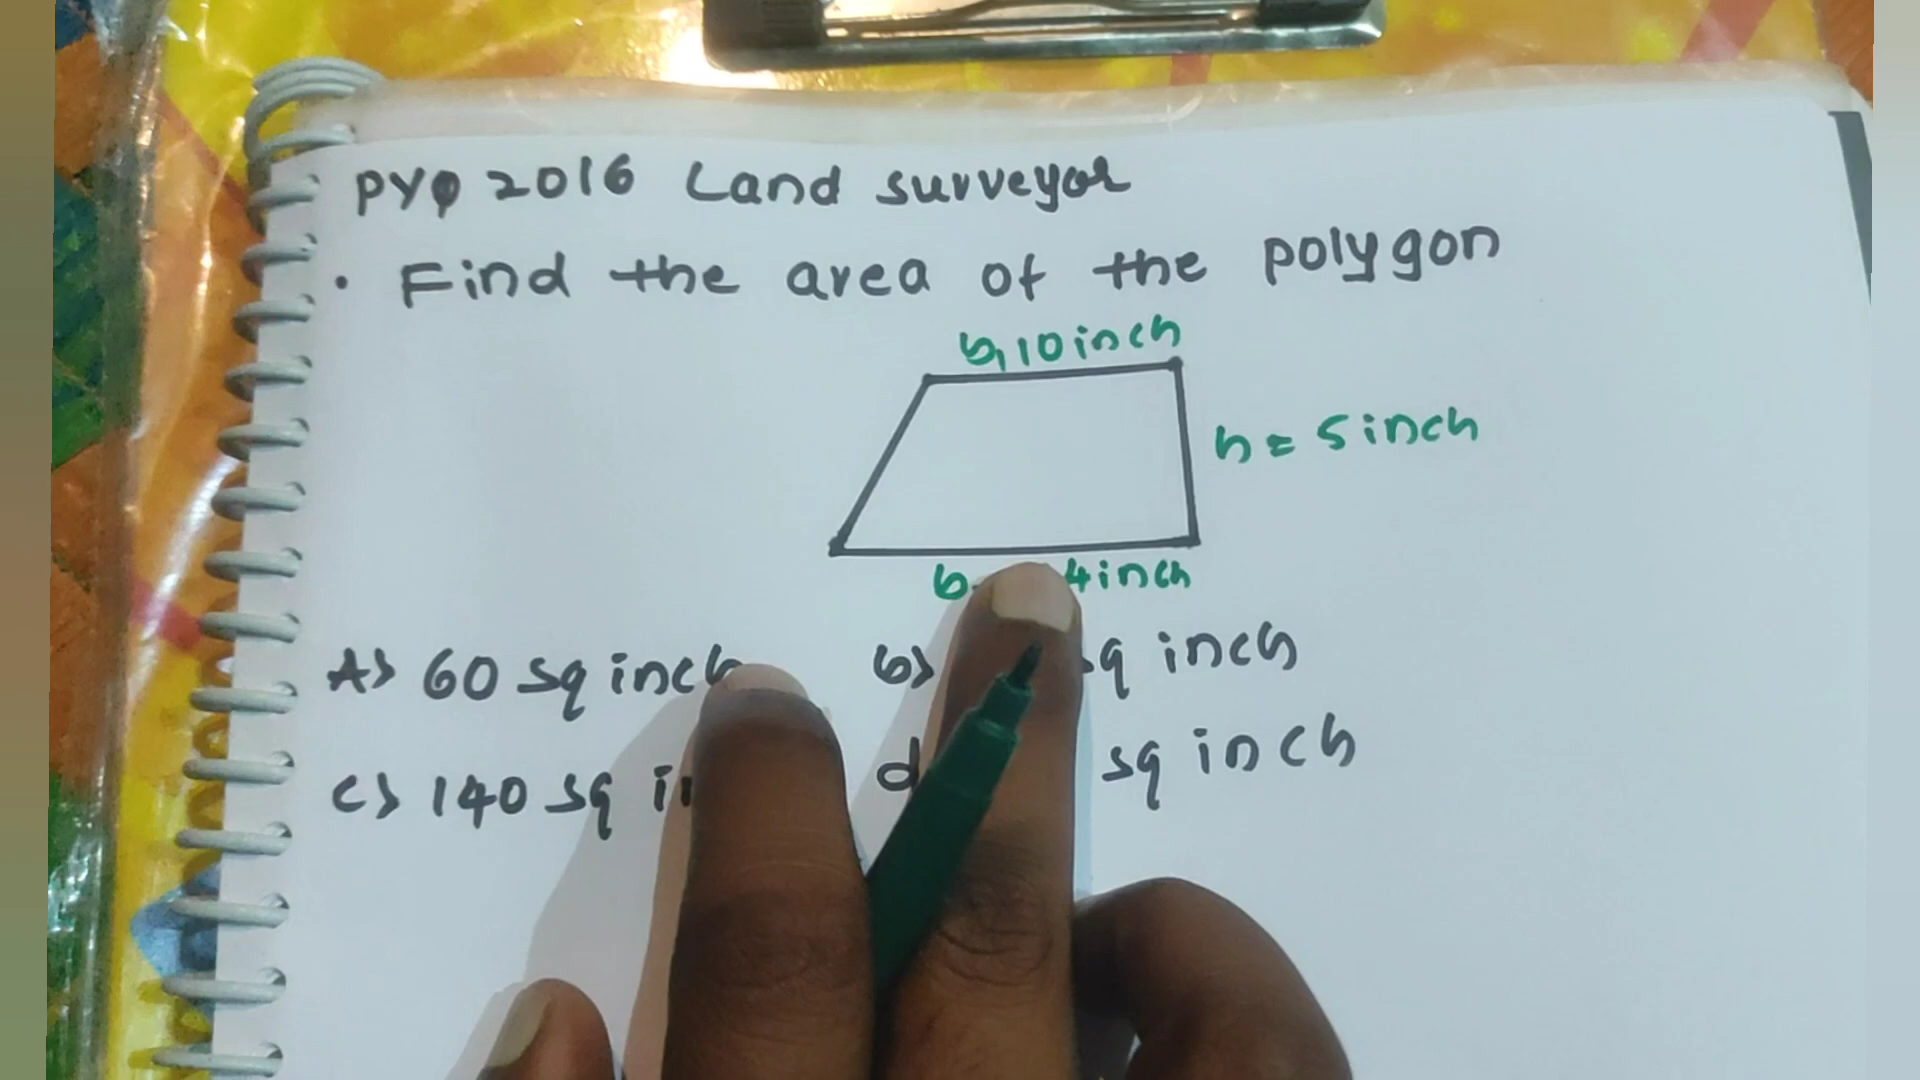 PYQ 2016 Land surveyor
• Find the area of the polygon
b1 10 inch
h = 5 inch
b 4 inch
A) 60 sq inch b) sq inch
C) 140 sq in d sq inch